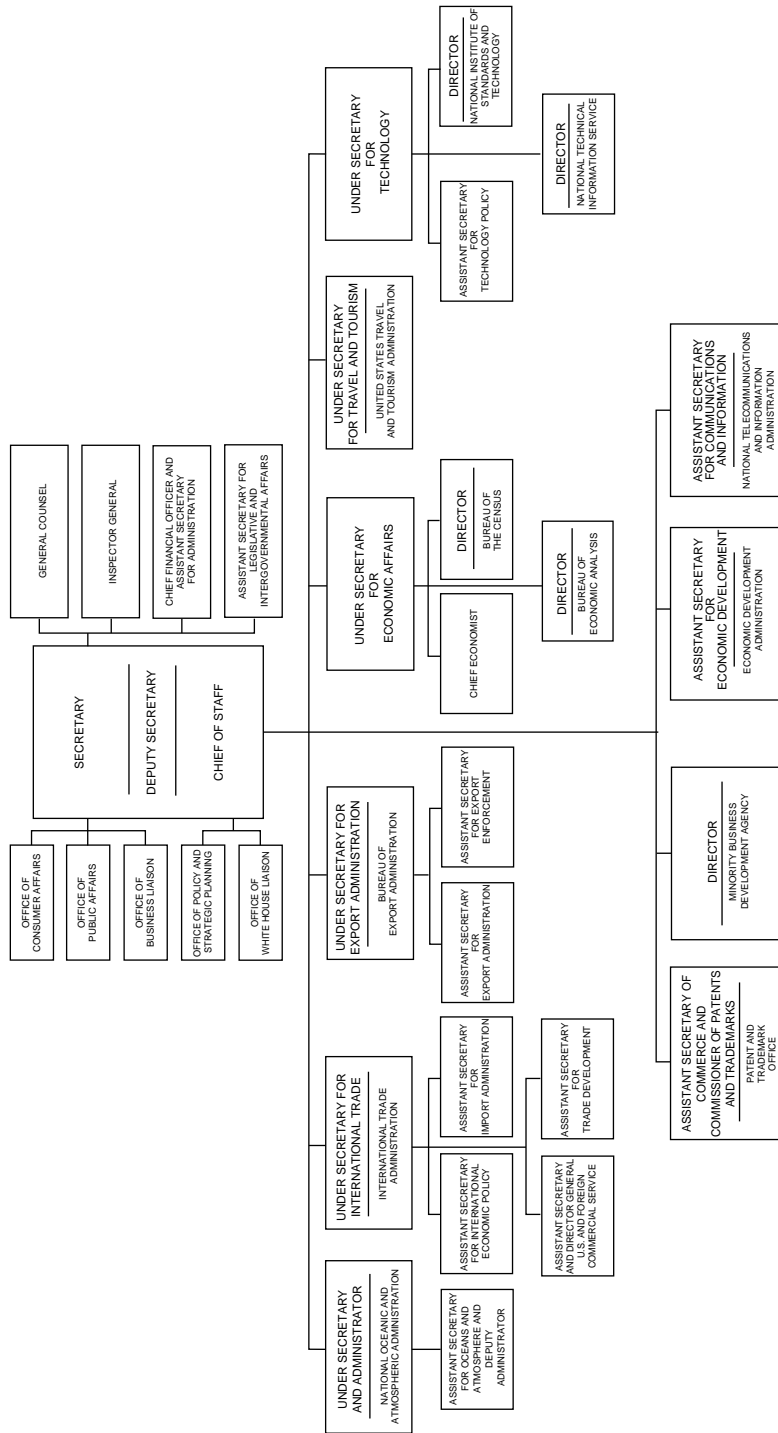 SECRETARY
DEPUTY SECRETARY
CHIEF OF STAFF
OFFICE OF
CONSUMER AFFAIRS
OFFICE OF
PUBLIC AFFAIRS
OFFICE OF
BUSINESS LIAISON
OFFICE OF POLICY AND
STRATEGIC PLANNING
OFFICE OF
WHITE HOUSE LIAISON
GENERAL COUNSEL
INSPECTOR GENERAL
CHIEF FINANCIAL OFFICER AND
ASSISTANT SECRETARY
FOR ADMINISTRATION
ASSISTANT SECRETARY FOR
LEGISLATIVE AND
INTERGOVERNMENTAL AFFAIRS
UNDER SECRETARY
AND ADMINISTRATOR
NATIONAL OCEANIC AND
ATMOSPHERIC ADMINISTRATION
ASSISTANT SECRETARY
FOR OCEANS AND
ATMOSPHERE AND
DEPUTY
ADMINISTRATOR
UNDER SECRETARY FOR
INTERNATIONAL TRADE
INTERNATIONAL TRADE
ADMINISTRATION
ASSISTANT SECRETARY
FOR INTERNATIONAL
ECONOMIC POLICY
ASSISTANT SECRETARY
FOR
IMPORT ADMINISTRATION
ASSISTANT SECRETARY
AND DIRECTOR GENERAL
U.S. AND FOREIGN
COMMERCIAL SERVICE
ASSISTANT SECRETARY
FOR
TRADE DEVELOPMENT
UNDER SECRETARY FOR
EXPORT ADMINISTRATION
BUREAU OF
EXPORT ADMINISTRATION
ASSISTANT SECRETARY
FOR
EXPORT ADMINISTRATION
ASSISTANT SECRETARY
FOR EXPORT
ENFORCEMENT
UNDER SECRETARY
FOR
ECONOMIC AFFAIRS
CHIEF ECONOMIST
DIRECTOR
BUREAU OF
THE CENSUS
DIRECTOR
BUREAU OF
ECONOMIC ANALYSIS
UNDER SECRETARY
FOR TRAVEL AND TOURISM
UNITED STATES TRAVEL
AND TOURISM ADMINISTRATION
UNDER SECRETARY
FOR
TECHNOLOGY
ASSISTANT SECRETARY
FOR
TECHNOLOGY POLICY
DIRECTOR
NATIONAL INSTITUTE OF
STANDARDS AND
TECHNOLOGY
DIRECTOR
NATIONAL TECHNICAL
INFORMATION SERVICE
ASSISTANT SECRETARY OF
COMMERCE AND
COMMISSIONER OF PATENTS
AND TRADEMARKS
PATENT AND
TRADEMARK
OFFICE
DIRECTOR
MINORITY BUSINESS
DEVELOPMENT AGENCY
ASSISTANT SECRETARY
FOR
ECONOMIC DEVELOPMENT
ECONOMIC DEVELOPMENT
ADMINISTRATION
ASSISTANT SECRETARY
FOR COMMUNICATIONS
AND INFORMATION
NATIONAL TELECOMMUNICATIONS
AND INFORMATION
ADMINISTRATION